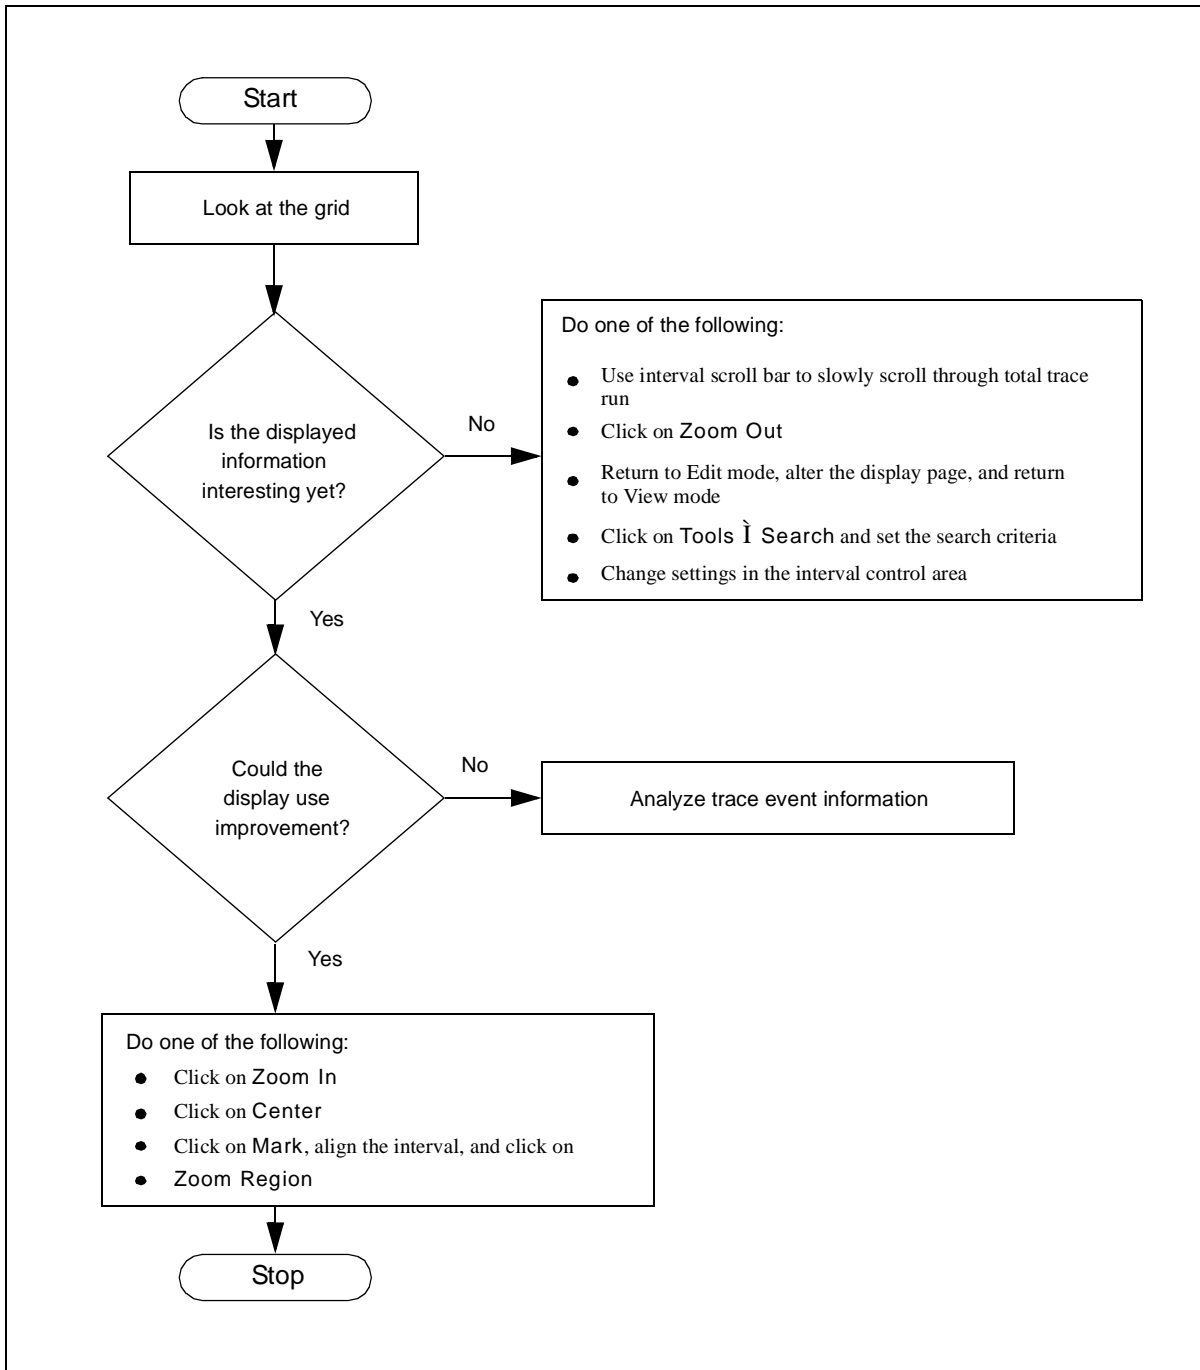 Start
Look at the grid
Is the displayed
information
interesting yet?
No
Do one of the following:
● Use interval scroll bar to slowly scroll through total trace
run
● Click on Zoom Out
● Return to Edit mode, alter the display page, and return
to View mode
● Click on Tools Ì Search and set the search criteria
● Change settings in the interval control area
Yes
Could the
display use
improvement?
No
Analyze trace event information
Yes
Do one of the following:
● Click on Zoom In
● Click on Center
● Click on Mark, align the interval, and click on
● Zoom Region
Stop